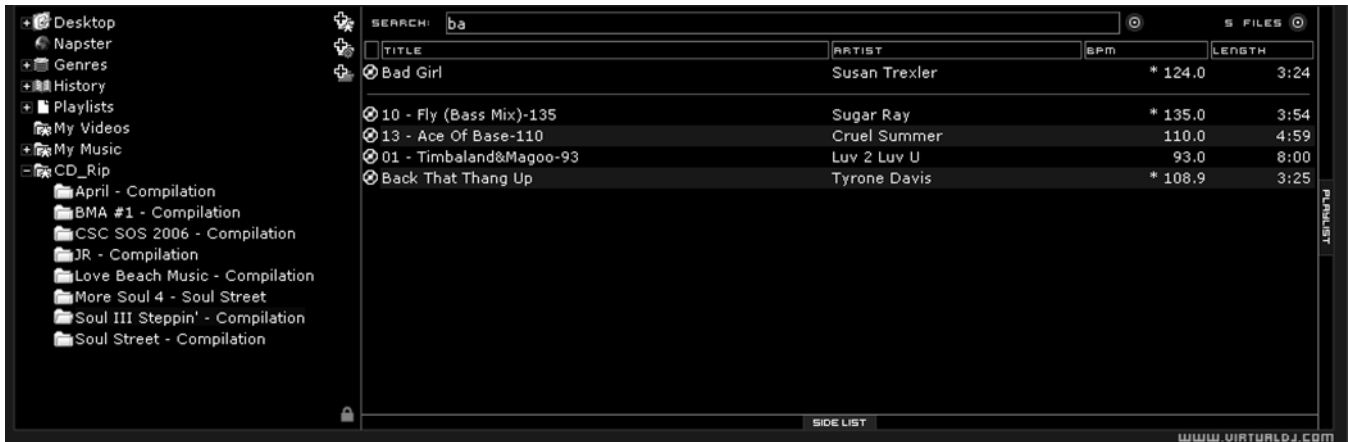 Desktop
Napster
Genres
History
Playlists
My Videos
My Music
CD_Rip
April - Compilation
BMA #1 - Compilation
CSC SOS 2006 - Compilation
JR - Compilation
Love Beach Music - Compilation
More Soul 4 - Soul Street
Soul III Steppin' - Compilation
Soul Street - Compilation
SEARCH: ba 5 FILES
TITLE ARTIST BPM LENGTH
Bad Girl Susan Trexler * 124.0 3:24
10 - Fly (Bass Mix)-135 Sugar Ray * 135.0 3:54
13 - Ace Of Base-110 Cruel Summer 110.0 4:59
01 - Timbaland&Magoo-93 Luv 2 Luv U 93.0 8:00
Back That Thang Up Tyrone Davis * 108.9 3:25
PLAYLIST
SIDE LIST
WWW.VIRTUALDJ.COM